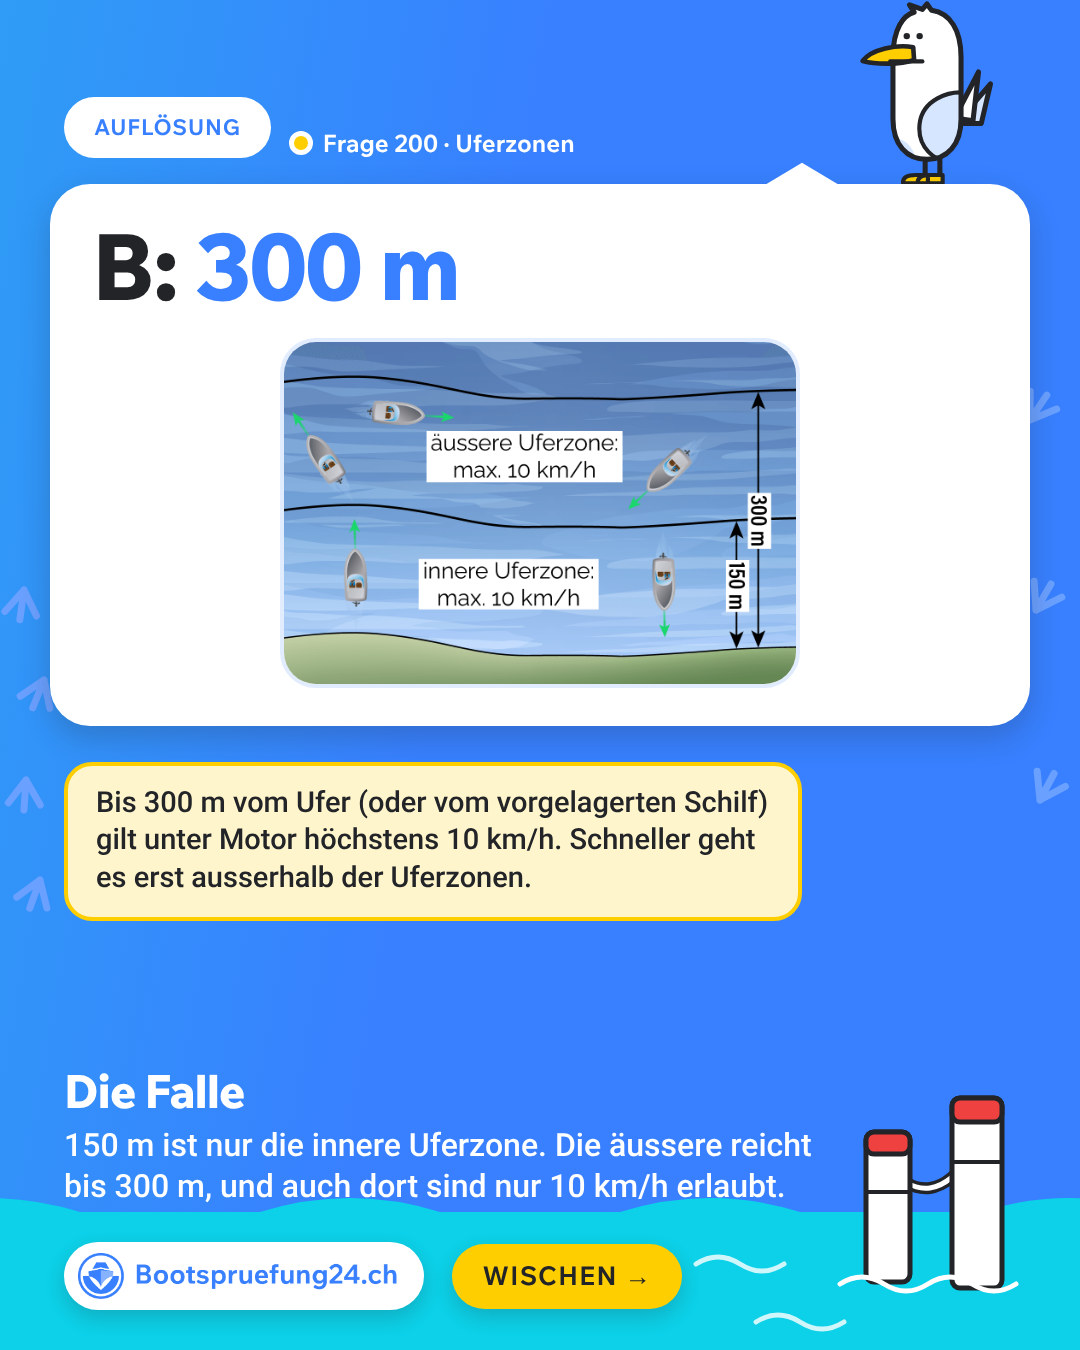 AUFLÖSUNG
Frage 200 · Uferzonen
B: 300 m
äussere Uferzone:
max. 10 km/h
300 m
innere Uferzone:
max. 10 km/h
150 m
Bis 300 m vom Ufer (oder vom vorgelagerten Schilf)
gilt unter Motor höchstens 10 km/h. Schneller geht
es erst ausserhalb der Uferzonen.
Die Falle
150 m ist nur die innere Uferzone. Die äussere reicht
bis 300 m, und auch dort sind nur 10 km/h erlaubt.
Bootspruefung24.ch
WISCHEN →